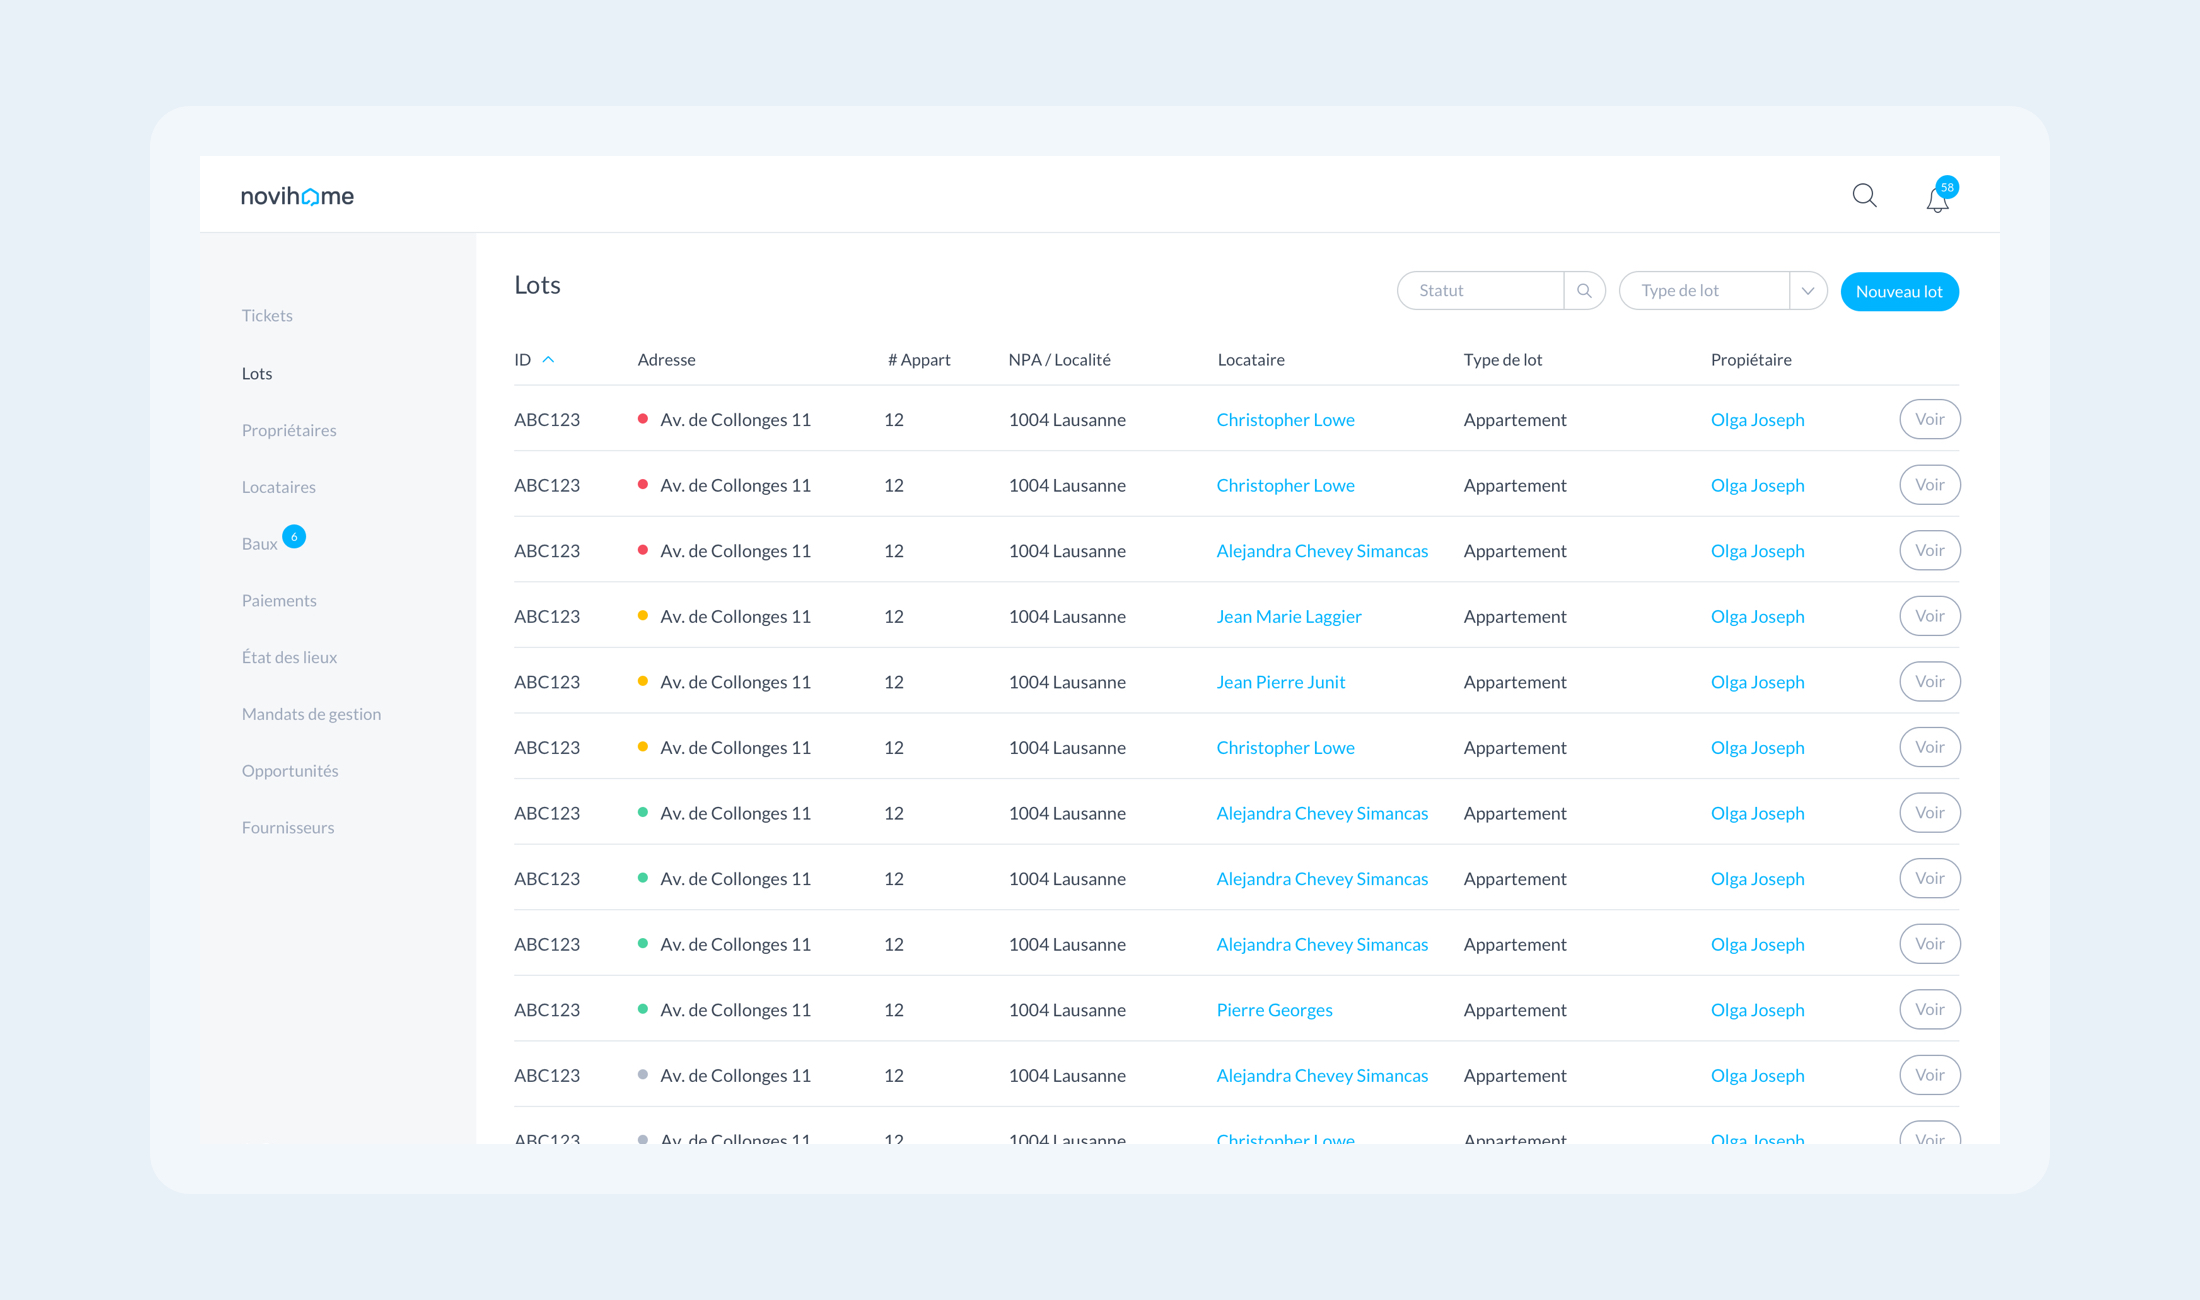 novihome
58
Tickets
Lots
Propriétaires
Locataires
Baux 6
Paiements
État des lieux
Mandats de gestion
Opportunités
Fournisseurs
Lots
Statut Type de lot Nouveau lot
ID Adresse # Appart NPA / Localité Locataire Type de lot Propiétaire
ABC123 Av. de Collonges 11 12 1004 Lausanne Christopher Lowe Appartement Olga Joseph Voir
ABC123 Av. de Collonges 11 12 1004 Lausanne Christopher Lowe Appartement Olga Joseph Voir
ABC123 Av. de Collonges 11 12 1004 Lausanne Alejandra Chevey Simancas Appartement Olga Joseph Voir
ABC123 Av. de Collonges 11 12 1004 Lausanne Jean Marie Laggier Appartement Olga Joseph Voir
ABC123 Av. de Collonges 11 12 1004 Lausanne Jean Pierre Junit Appartement Olga Joseph Voir
ABC123 Av. de Collonges 11 12 1004 Lausanne Christopher Lowe Appartement Olga Joseph Voir
ABC123 Av. de Collonges 11 12 1004 Lausanne Alejandra Chevey Simancas Appartement Olga Joseph Voir
ABC123 Av. de Collonges 11 12 1004 Lausanne Alejandra Chevey Simancas Appartement Olga Joseph Voir
ABC123 Av. de Collonges 11 12 1004 Lausanne Alejandra Chevey Simancas Appartement Olga Joseph Voir
ABC123 Av. de Collonges 11 12 1004 Lausanne Pierre Georges Appartement Olga Joseph Voir
ABC123 Av. de Collonges 11 12 1004 Lausanne Alejandra Chevey Simancas Appartement Olga Joseph Voir
ABC123 Av. de Collonges 11 12 1004 Lausanne Christopher Lowe Appartement Olga Joseph Voir